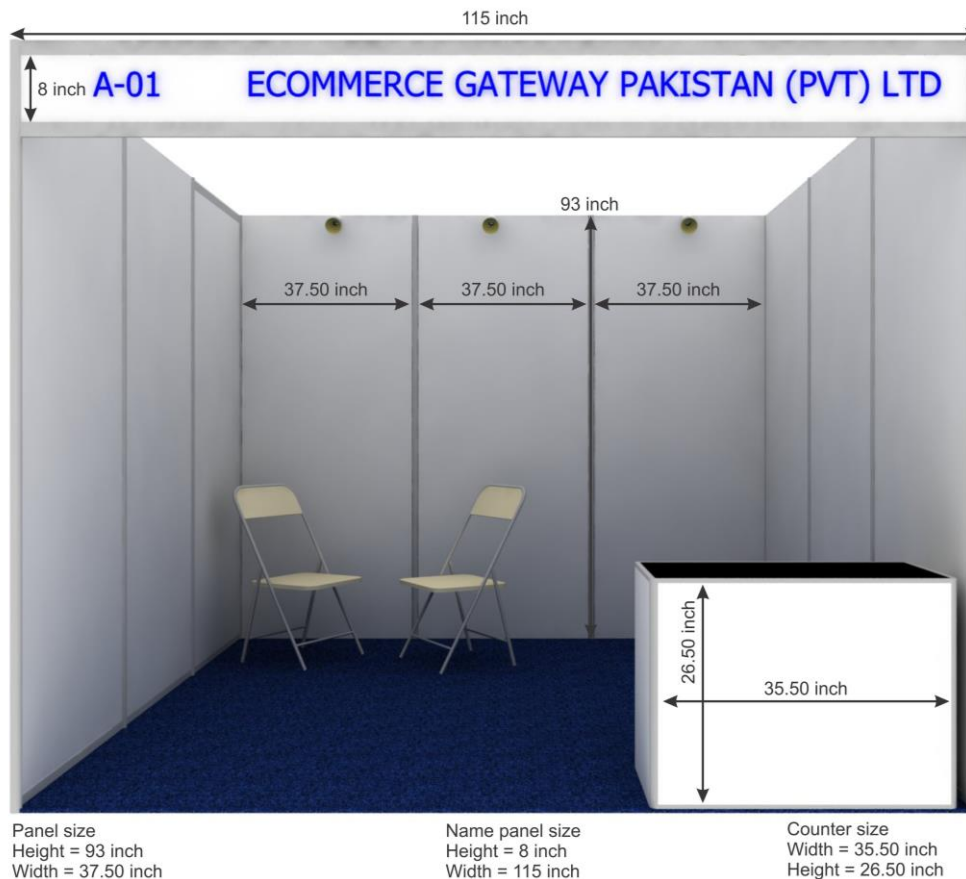 115 inch
8 inch
A-01 ECOMMERCE GATEWAY PAKISTAN (PVT) LTD
93 inch
37.50 inch 37.50 inch 37.50 inch
26.50 inch
35.50 inch
Panel size
Height = 93 inch
Width = 37.50 inch
Name panel size
Height = 8 inch
Width = 115 inch
Counter size
Width = 35.50 inch
Height = 26.50 inch